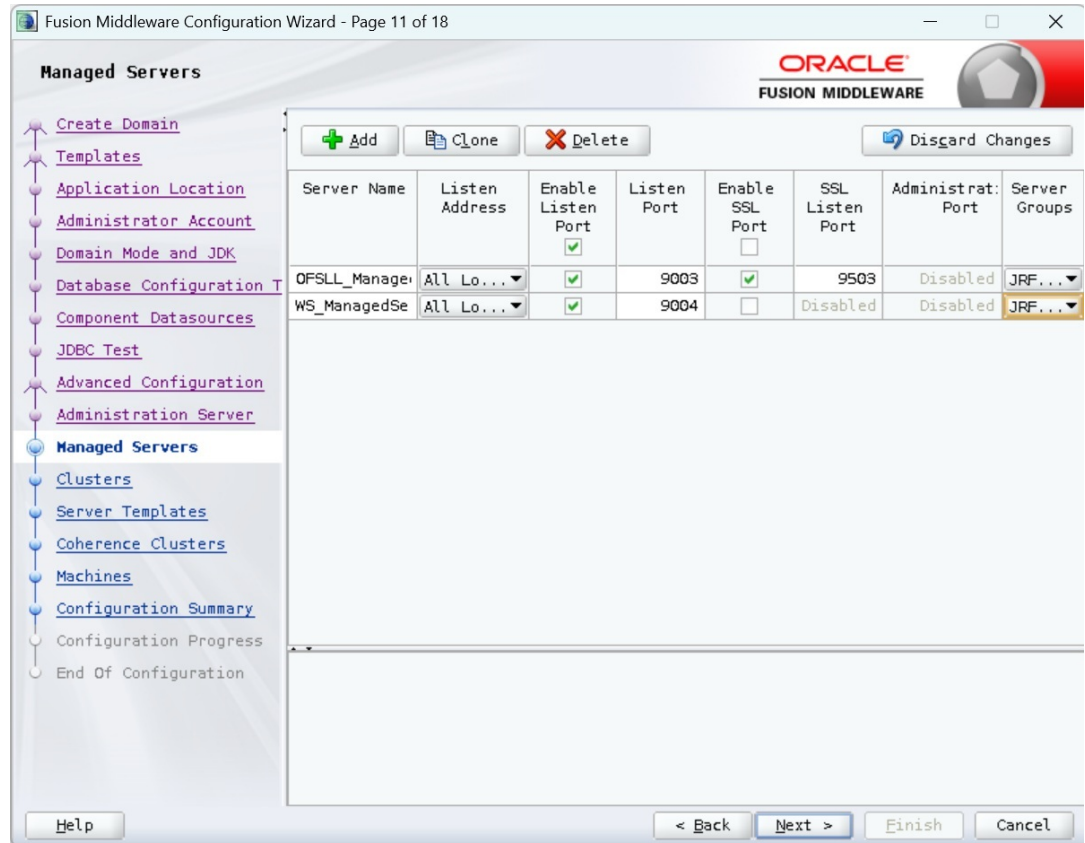 Fusion Middleware Configuration Wizard - Page 11 of 18
Managed Servers
ORACLE
FUSION MIDDLEWARE
Create Domain
Templates
Application Location
Administrator Account
Domain Mode and JDK
Database Configuration T
Component Datasources
JDBC Test
Advanced Configuration
Administration Server
Managed Servers
Clusters
Server Templates
Coherence Clusters
Machines
Configuration Summary
Configuration Progress
End Of Configuration
Add Clone Delete Discard Changes
Server Name Listen Address Enable Listen Port Listen Port Enable SSL Port SSL Listen Port Administrat: Port Server Groups
OFSLL_Manage All Lo... 9003 9503 Disabled JRF...
WS_ManagedSe All Lo... 9004 Disabled Disabled JRF...
Help < Back Next > Finish Cancel